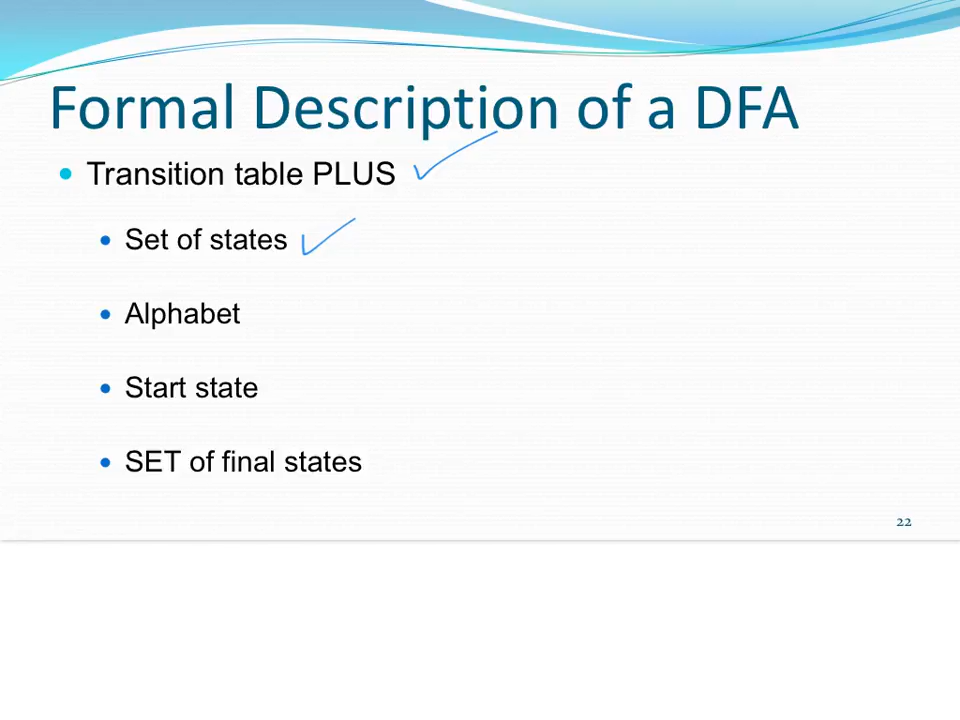 Formal Description of a DFA
Transition table PLUS
Set of states
Alphabet
Start state
SET of final states
22